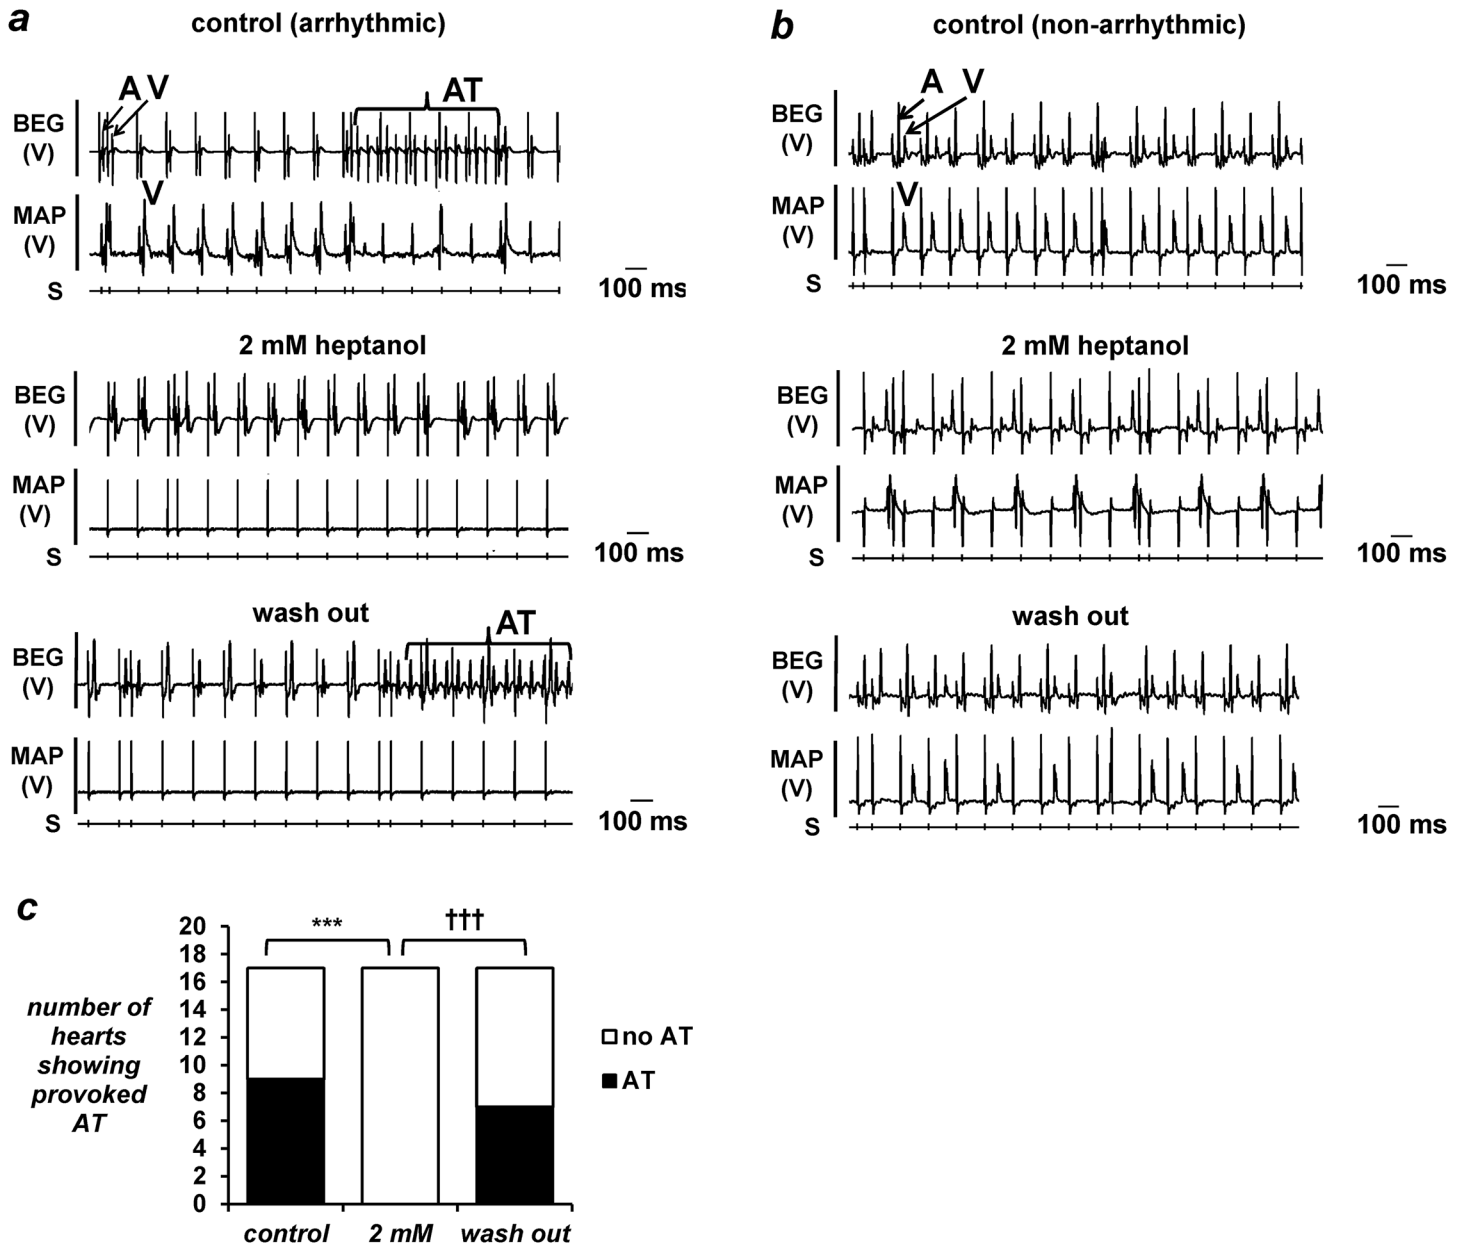 a
control (arrhythmic)
A V
AT
BEG
(V)
V
MAP
(V)
S
100 ms
2 mM heptanol
BEG
(V)
MAP
(V)
S
100 ms
wash out
AT
BEG
(V)
MAP
(V)
S
100 ms
b
control (non-arrhythmic)
A V
BEG
(V)
V
MAP
(V)
S
100 ms
2 mM heptanol
BEG
(V)
MAP
(V)
S
100 ms
wash out
BEG
(V)
MAP
(V)
S
100 ms
c
number of
hearts
showing
provoked
AT
20
18
16
14
12
10
8
6
4
2
0
***
†††
control
2 mM
wash out
no AT
AT